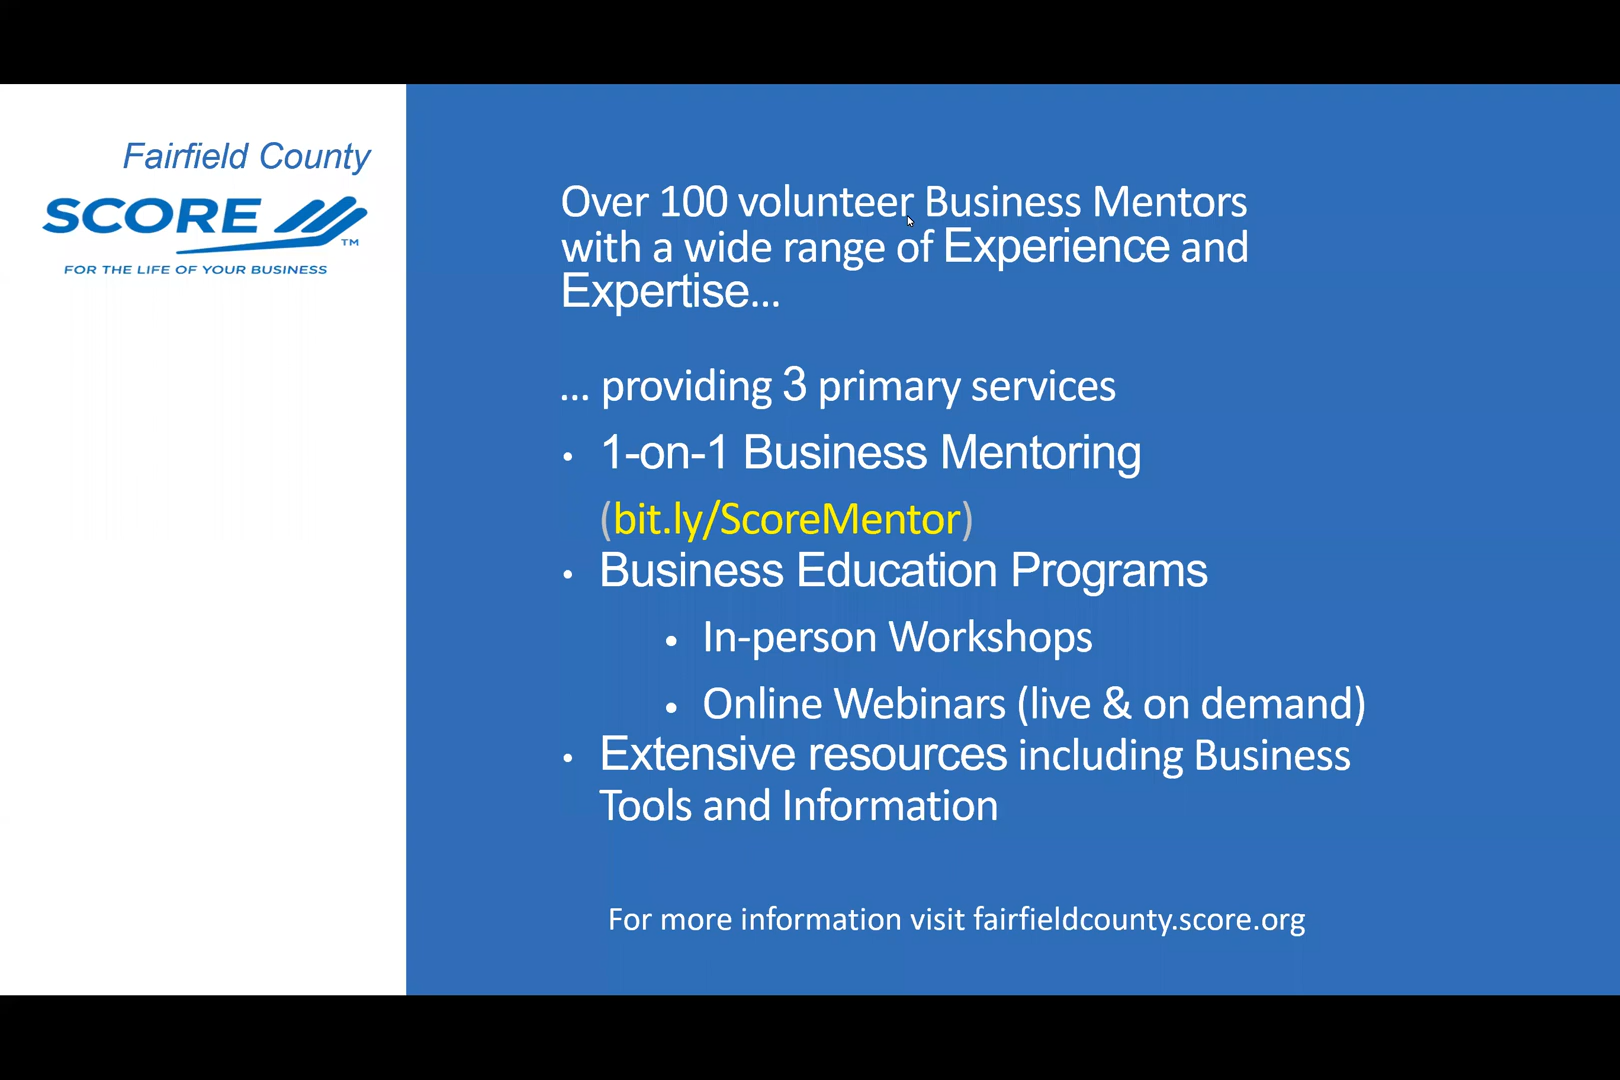 Fairfield County
SCORE
TM
FOR THE LIFE OF YOUR BUSINESS
Over 100 volunteer Business Mentors
with a wide range of Experience and
Expertise...
... providing 3 primary services
• 1-on-1 Business Mentoring
(bit.ly/ScoreMentor)
• Business Education Programs
• In-person Workshops
• Online Webinars (live & on demand)
• Extensive resources including Business
Tools and Information
For more information visit fairfieldcounty.score.org